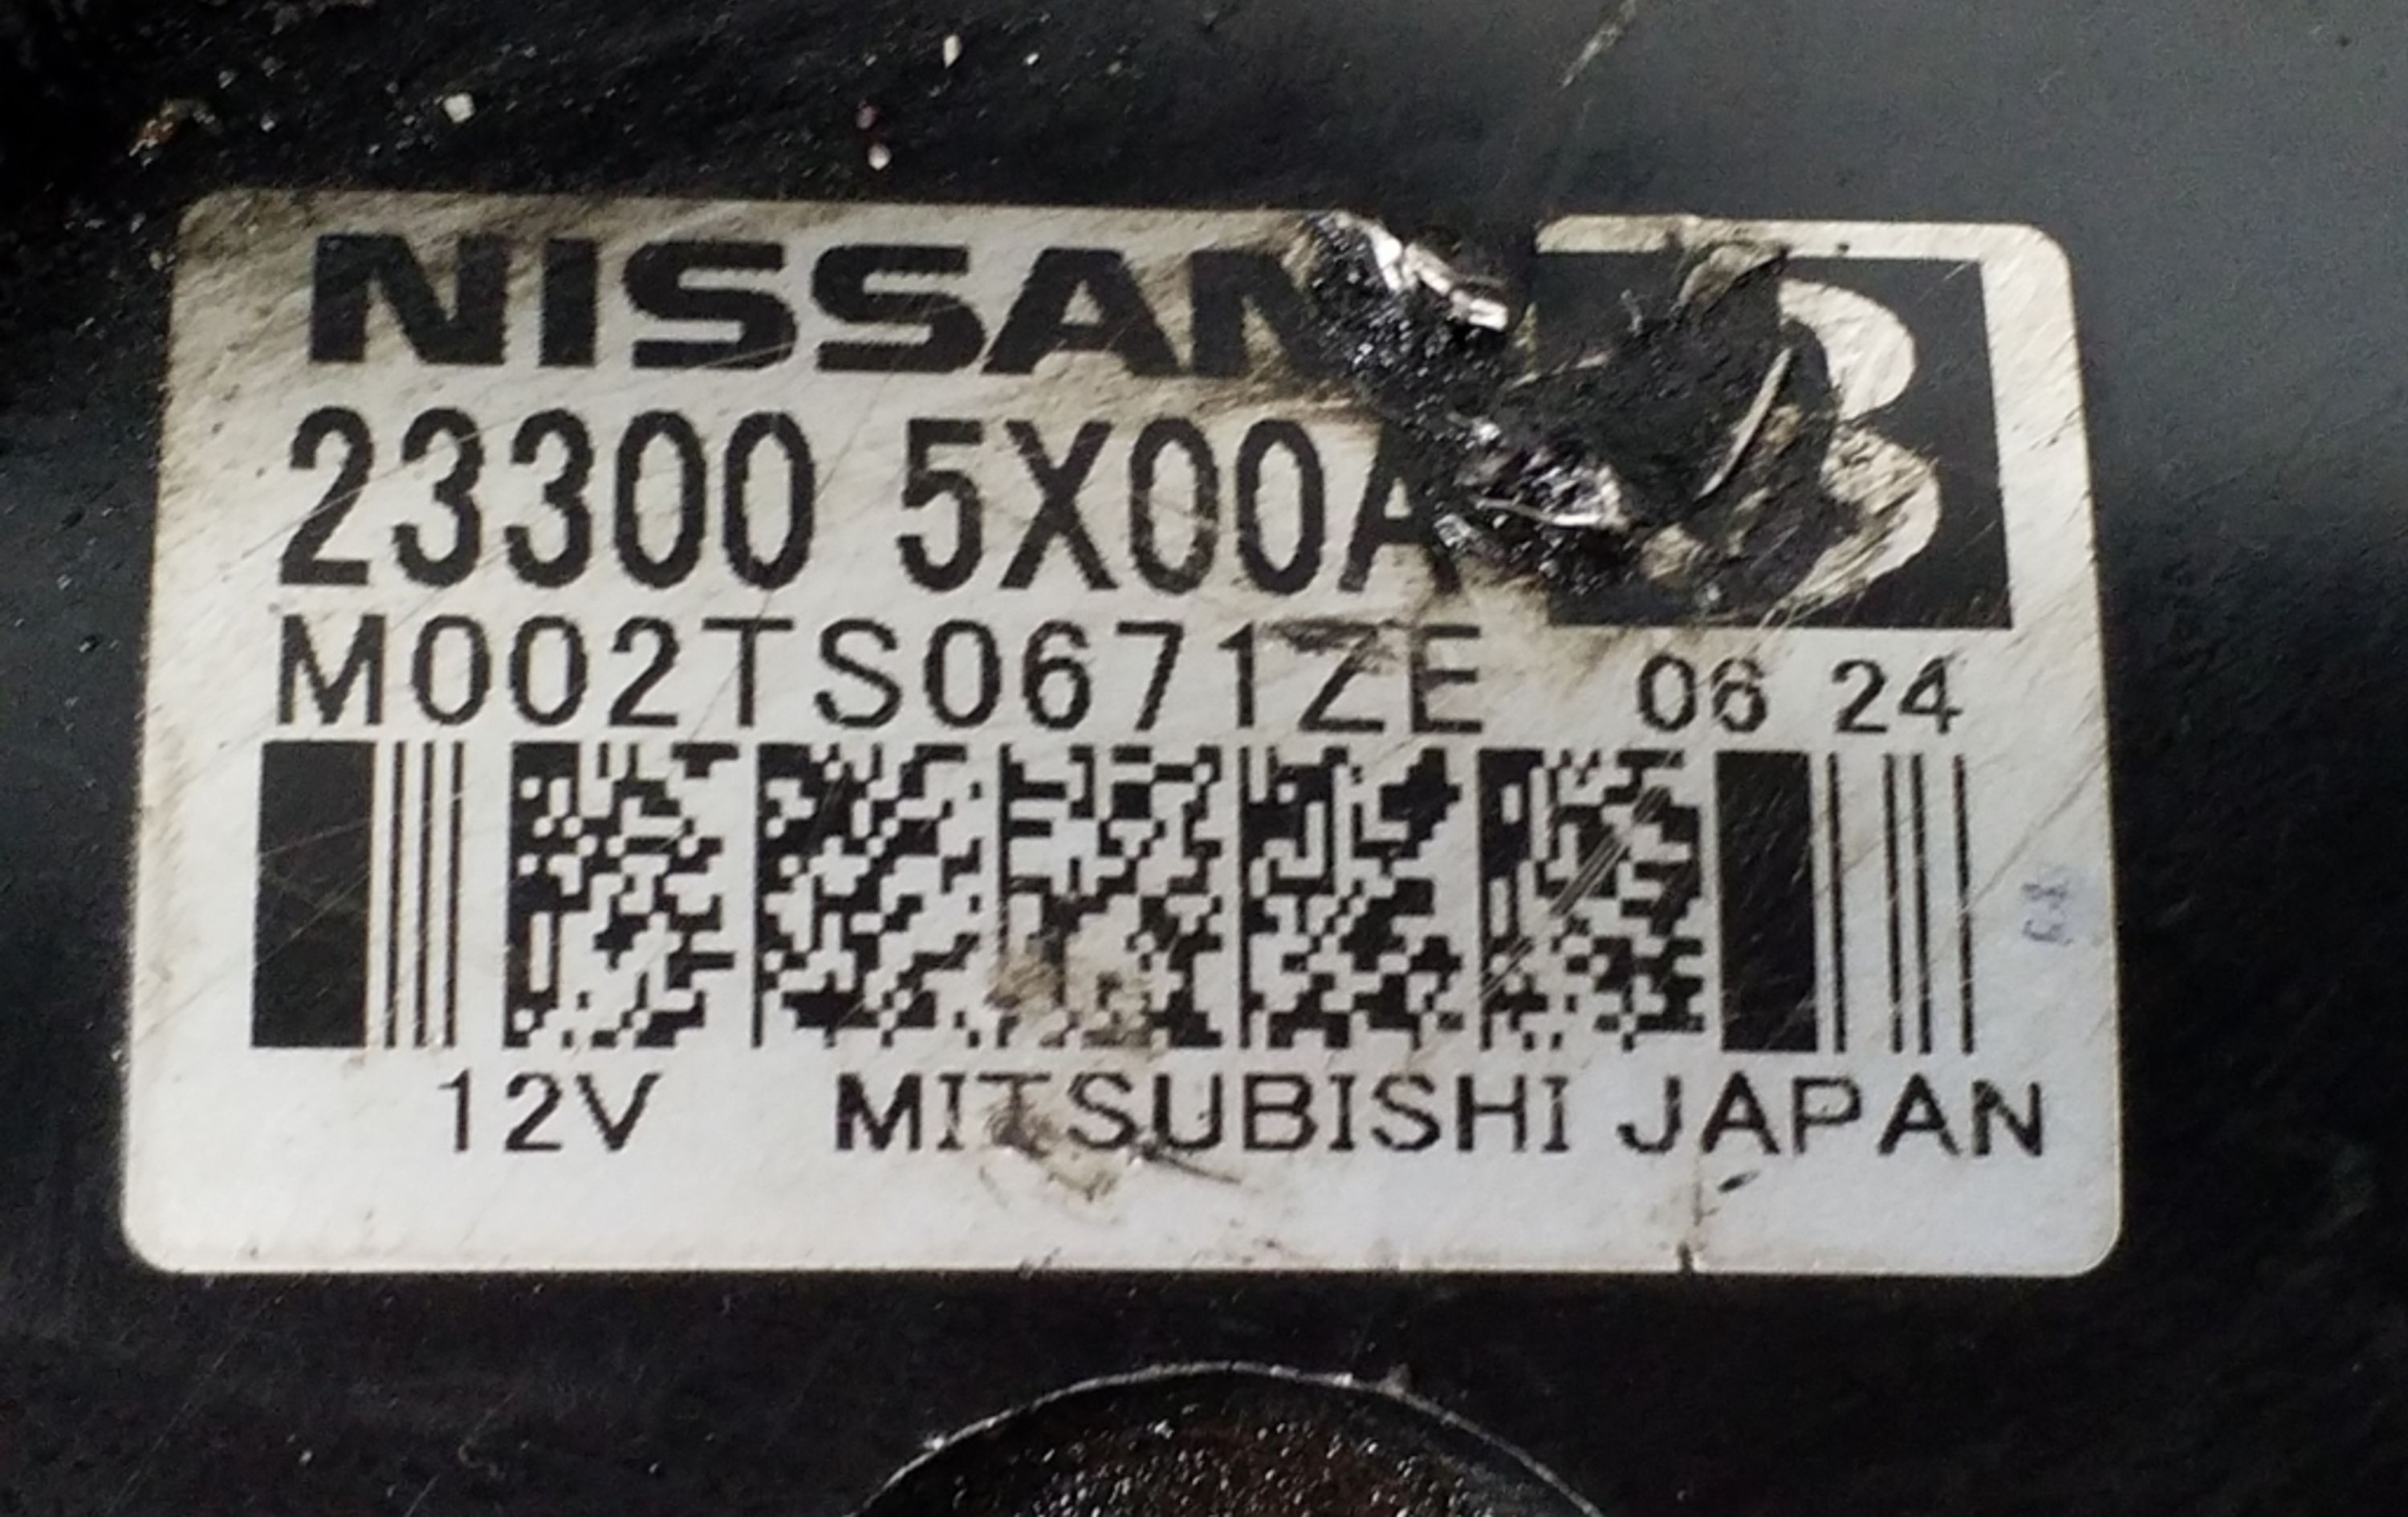 NISSAN
23300 5X00A
M002TS0671ZE 06 24
12V MITSUBISHI JAPAN